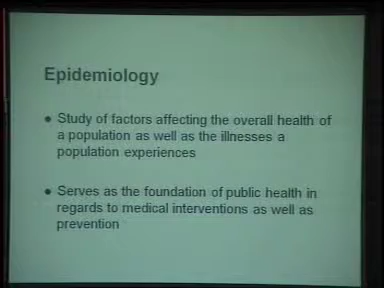 Epidemiology
● Study of factors affecting the overall health of
a population as well as the illnesses a
population experiences
● Serves as the foundation of public health in
regards to medical interventions as well as
prevention